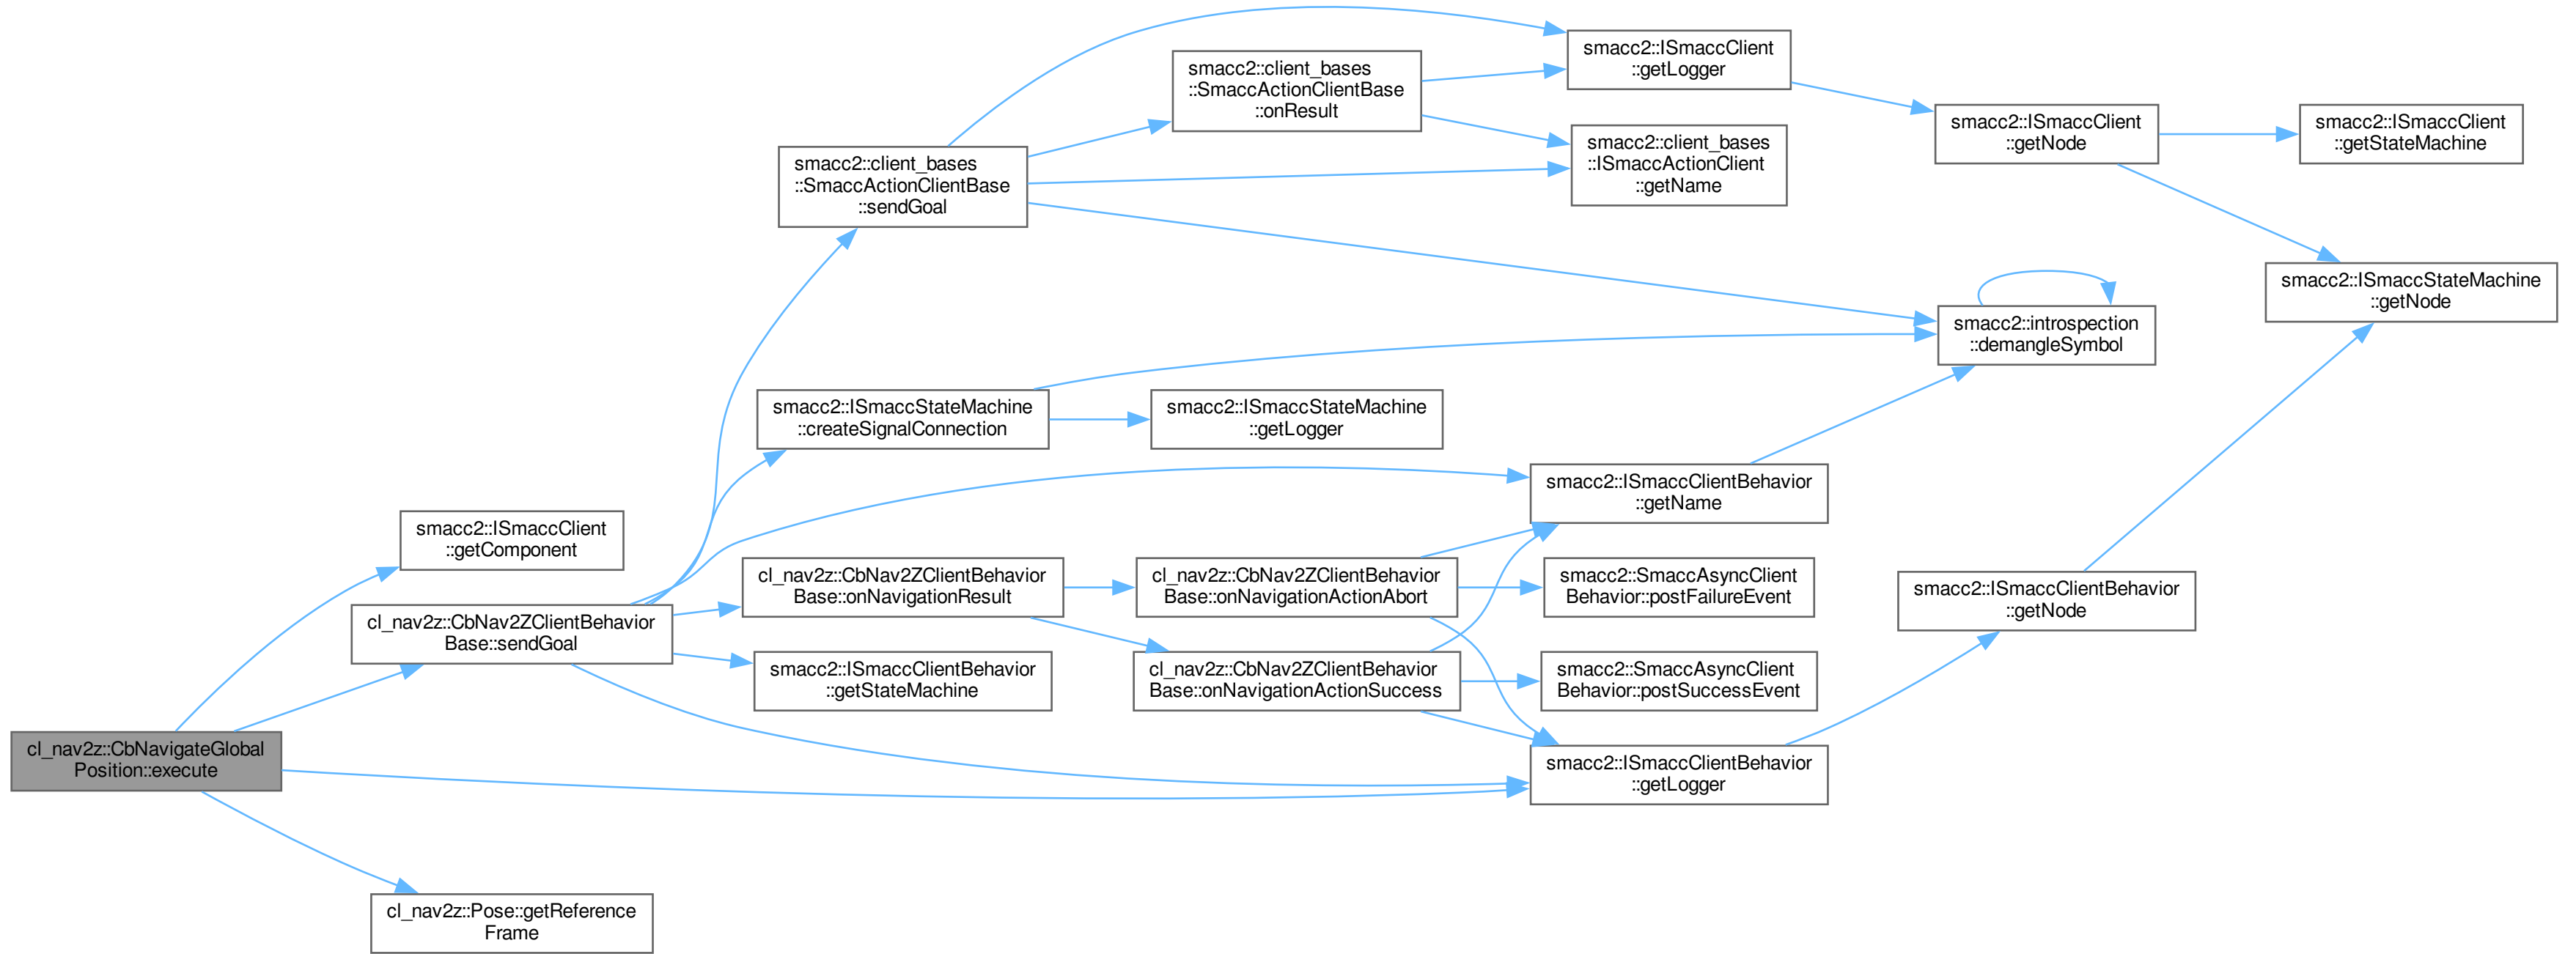 cl_nav2z::CbNavigateGlobal
Position::execute
smacc2::ISmaccClient
::getComponent
cl_nav2z::CbNav2ZClientBehavior
Base::sendGoal
cl_nav2z::Pose::getReference
Frame
smacc2::client_bases
::SmaccActionClientBase
::sendGoal
smacc2::ISmaccStateMachine
::createSignalConnection
cl_nav2z::CbNav2ZClientBehavior
Base::onNavigationResult
smacc2::ISmaccClientBehavior
::getStateMachine
smacc2::client_bases
::SmaccActionClientBase
::onResult
smacc2::ISmaccStateMachine
::getLogger
cl_nav2z::CbNav2ZClientBehavior
Base::onNavigationActionAbort
cl_nav2z::CbNav2ZClientBehavior
Base::onNavigationActionSuccess
smacc2::ISmaccClient
::getLogger
smacc2::client_bases
::ISmaccActionClient
::getName
smacc2::ISmaccClientBehavior
::getName
smacc2::SmaccAsyncClient
Behavior::postFailureEvent
smacc2::SmaccAsyncClient
Behavior::postSuccessEvent
smacc2::ISmaccClientBehavior
::getLogger
smacc2::ISmaccClient
::getNode
smacc2::introspection
::demangleSymbol
smacc2::ISmaccClientBehavior
::getNode
smacc2::ISmaccClient
::getStateMachine
smacc2::ISmaccStateMachine
::getNode